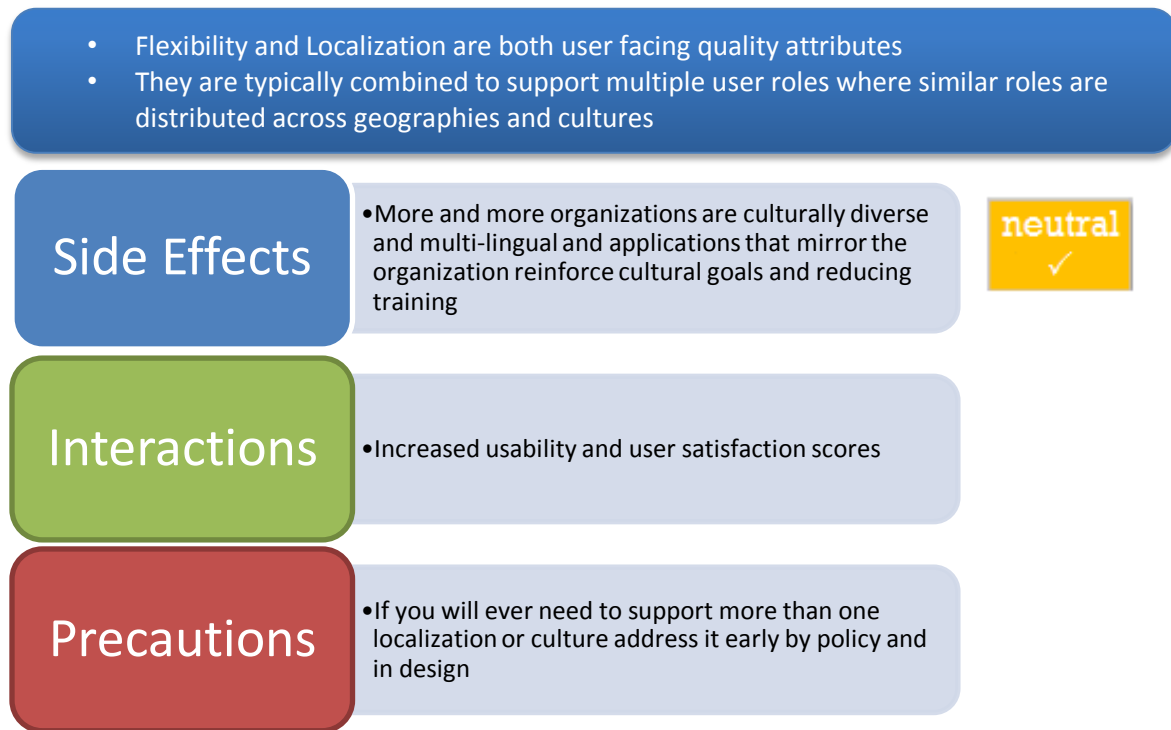 • Flexibility and Localization are both user facing quality attributes
• They are typically combined to support multiple user roles where similar roles are
distributed across geographies and cultures
Side Effects
•More and more organizations are culturally diverse
and multi-lingual and applications that mirror the
organization reinforce cultural goals and reducing
training
neutral
✓
Interactions
•Increased usability and user satisfaction scores
Precautions
•If you will ever need to support more than one
localization or culture address it early by policy and
in design